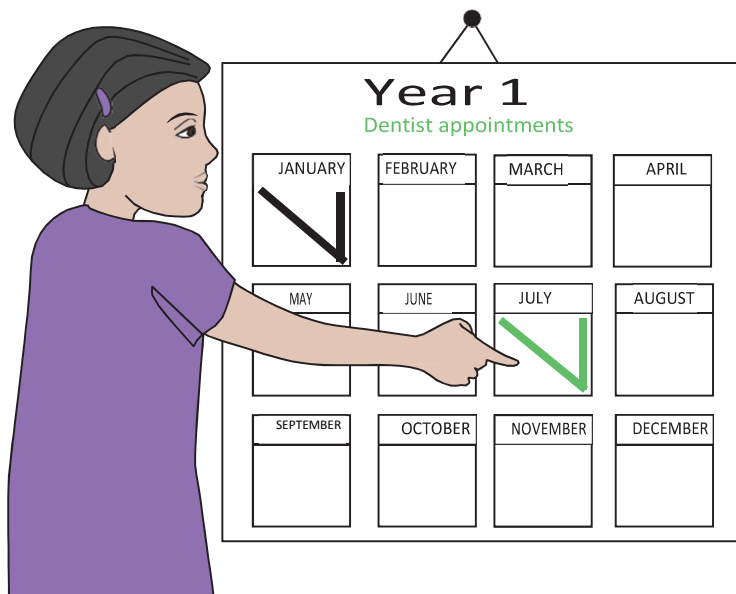 Year 1
Dentist appointments
JANUARY
FEBRUARY
MARCH
APRIL
MAY
JUNE
JULY
AUGUST
SEPTEMBER
OCTOBER
NOVEMBER
DECEMBER